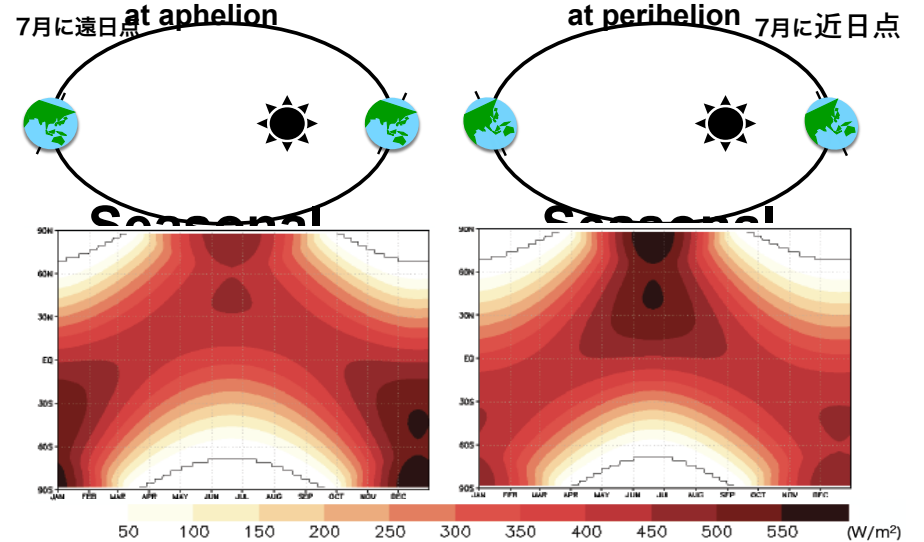 7月に遠日点
at aphelion
at perihelion
7月に近日点
Seasonal
Seasonal
90N
60N
30N
EQ
30S
60S
90S
JAN FEB MAR APR MAY JUN JUL AUG SEP OCT NOV DEC
90N
60N
30N
EQ
30S
60S
90S
JAN FEB MAR APR MAY JUN JUL AUG SEP OCT NOV DEC
50 100 150 200 250 300 350 400 450 500 550 (W/m²)